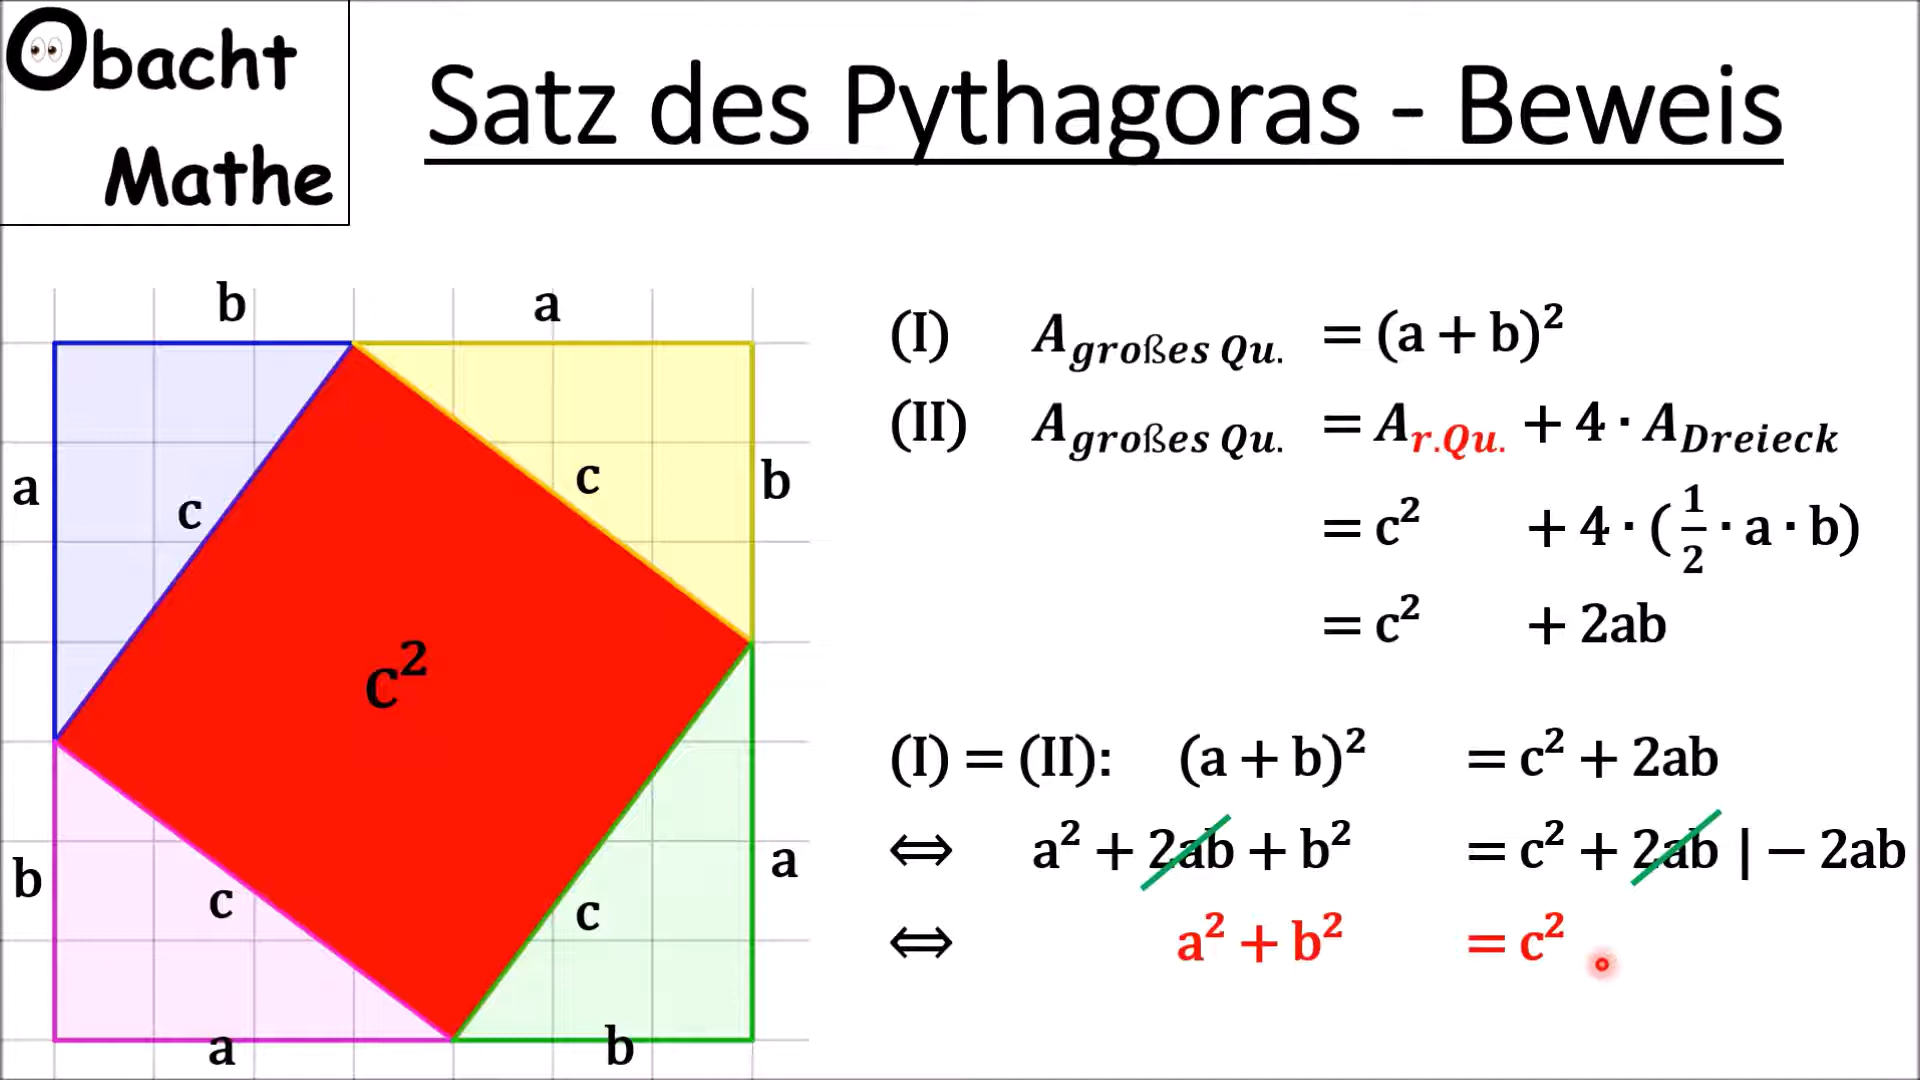 Obacht
Mathe
Satz des Pythagoras - Beweis
b a
a c c b
c²
b c c a
a b
(I) A_großes Qu. = (a + b)²
(II) A_großes Qu. = A_r.Qu. + 4 · A_Dreieck
= c² + 4 · (1/2 · a · b)
= c² + 2ab
(I) = (II): (a + b)² = c² + 2ab
⇔ a² + 2ab + b² = c² + 2ab | − 2ab
⇔ a² + b² = c²